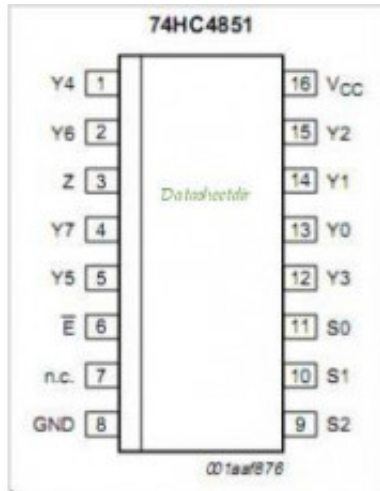 74HC4851
Y4 1 16 VCC
Y6 2 15 Y2
Z 3 14 Y1
Datasheetdir
Y7 4 13 Y0
Y5 5 12 Y3
E̅ 6 11 S0
n.c. 7 10 S1
GND 8 9 S2
001aaf876